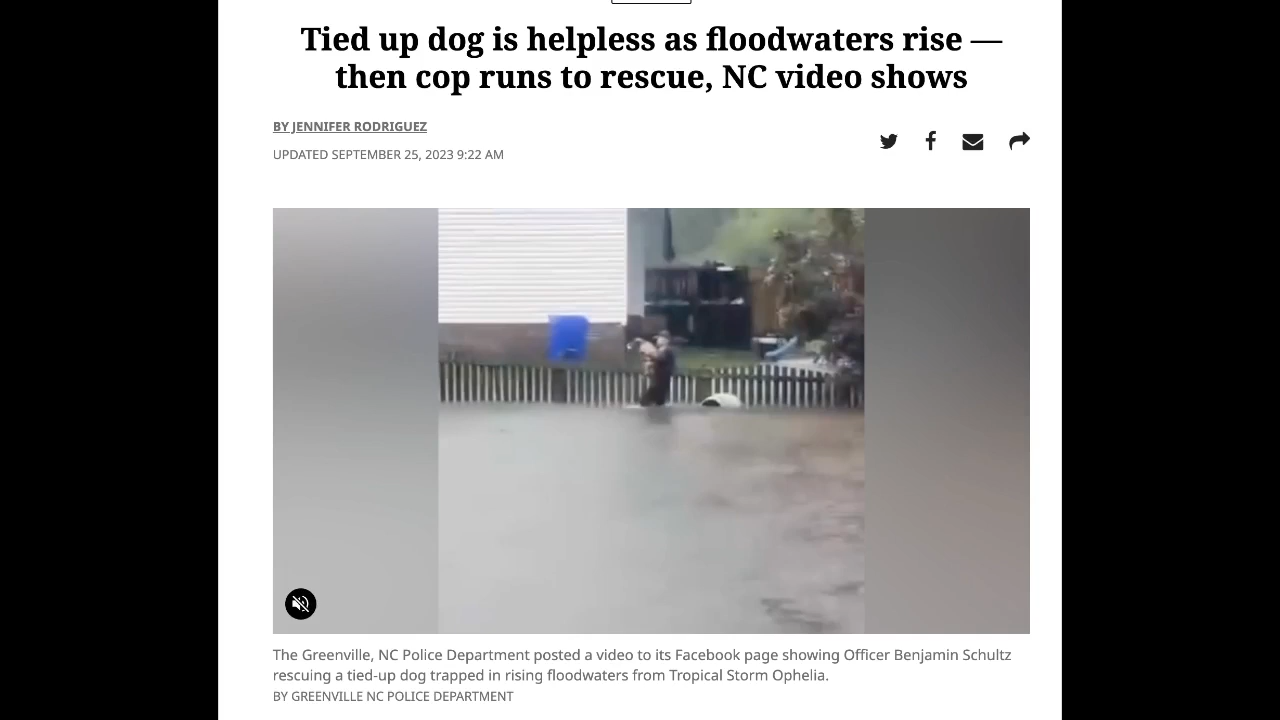 Tied up dog is helpless as floodwaters rise —
then cop runs to rescue, NC video shows
BY JENNIFER RODRIGUEZ
UPDATED SEPTEMBER 25, 2023 9:22 AM
The Greenville, NC Police Department posted a video to its Facebook page showing Officer Benjamin Schultz
rescuing a tied-up dog trapped in rising floodwaters from Tropical Storm Ophelia.
BY GREENVILLE NC POLICE DEPARTMENT